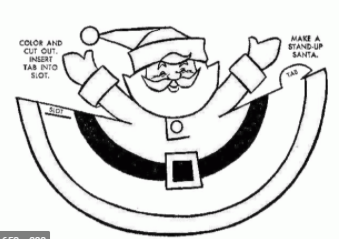 COLOR AND
CUT OUT.
INSERT
TAB INTO
SLOT.
MAKE A
STAND-UP
SANTA.
TAB
SLOT